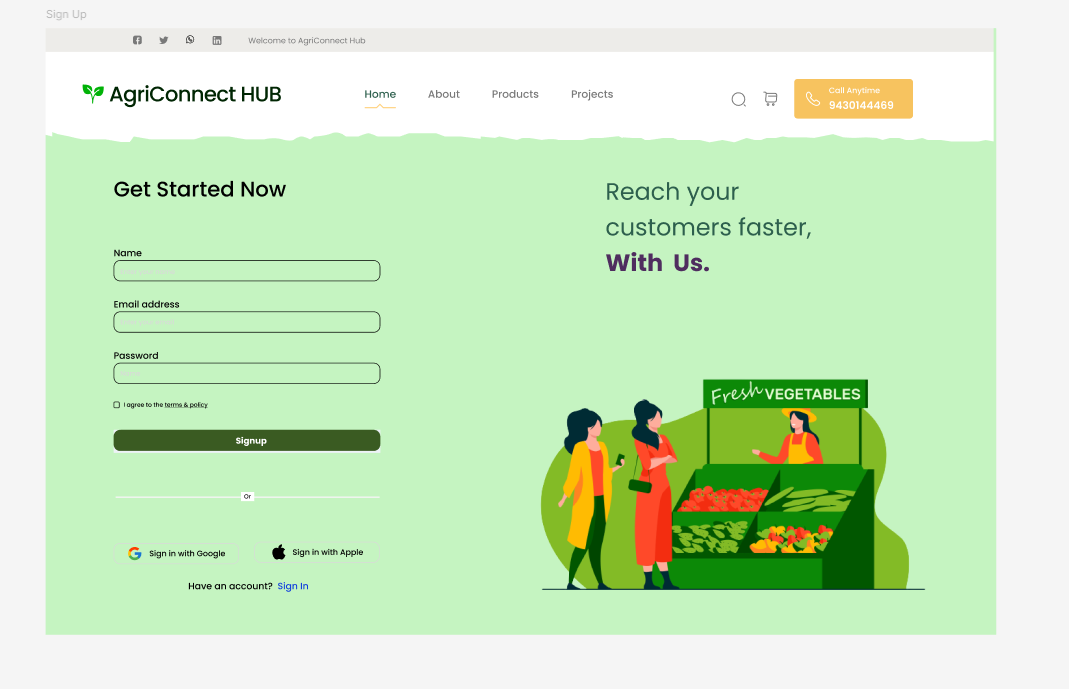 Sign Up
Welcome to AgriConnect Hub
AgriConnect HUB
Home
About
Products
Projects
Call Anytime
9430144469
Get Started Now
Reach your
customers faster,
With Us.
Name
Email address
Password
I agree to the terms & policy
Signup
Or
Sign in with Google
Sign in with Apple
Have an account? Sign In
Fresh VEGETABLES